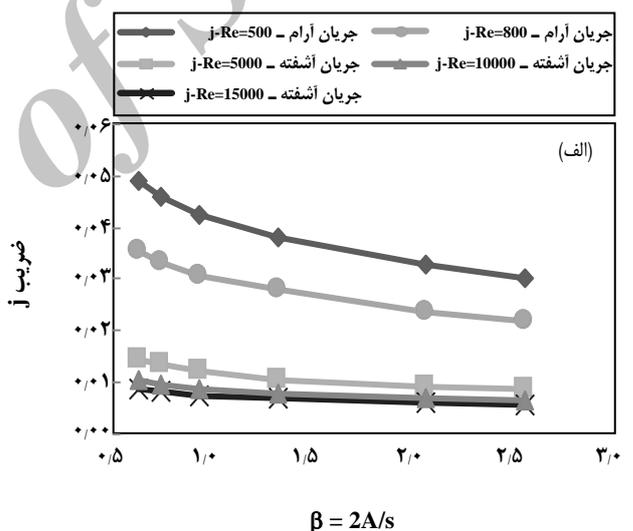 of
جریان آرام ـ j-Re=500
جریان آرام ـ j-Re=800
جریان آشفته ـ j-Re=5000
جریان آشفته ـ j-Re=10000
جریان آشفته ـ j-Re=15000
(الف)
ضریب j
۰/۰۶
۰/۰۵
۰/۰۴
۰/۰۳
۰/۰۲
۰/۰۱
۰/۰۰
۰/۵ ۱/۰ ۱/۵ ۲/۰ ۲/۵ ۳/۰
β = 2A/s